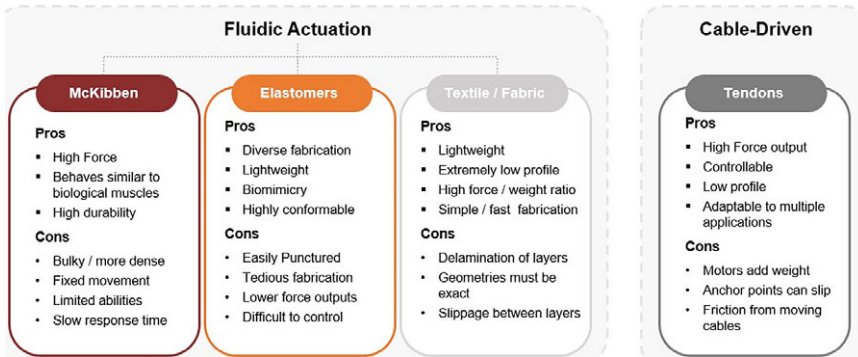 Fluidic Actuation
Cable-Driven
McKibben
Pros
▪ High Force
▪ Behaves similar to
biological muscles
▪ High durability
Cons
• Bulky / more dense
• Fixed movement
• Limited abilities
• Slow response time
Elastomers
Pros
▪ Diverse fabrication
▪ Lightweight
▪ Biomimicry
▪ Highly conformable
Cons
• Easily Punctured
• Tedious fabrication
• Lower force outputs
• Difficult to control
Textile / Fabric
Pros
▪ Lightweight
▪ Extremely low profile
▪ High force / weight ratio
▪ Simple / fast fabrication
Cons
• Delamination of layers
• Geometries must be
exact
• Slippage between layers
Tendons
Pros
▪ High Force output
▪ Controllable
▪ Low profile
▪ Adaptable to multiple
applications
Cons
• Motors add weight
• Anchor points can slip
• Friction from moving
cables